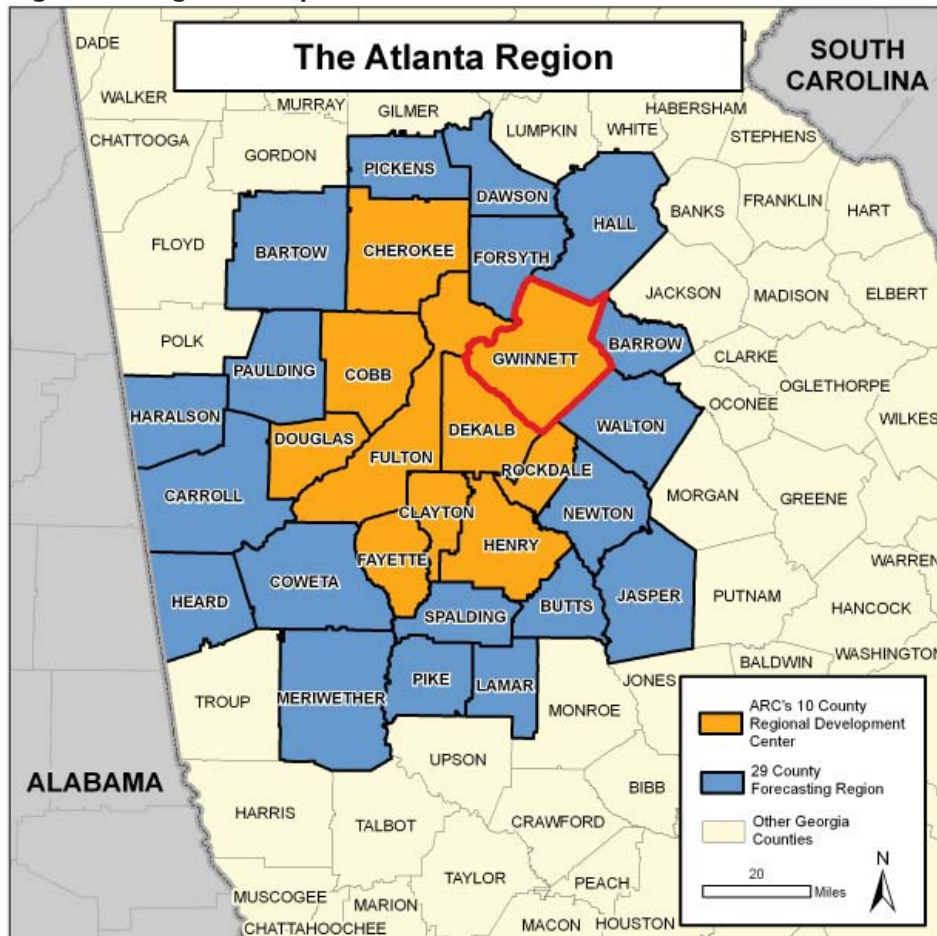 The Atlanta Region
SOUTH
CAROLINA
DADE
WALKER
MURRAY
GILMER
LUMPKIN
WHITE
HABERSHAM
STEPHENS
CHATTOOGA
GORDON
PICKENS
DAWSON
HALL
BANKS
FRANKLIN
HART
FLOYD
BARTOW
CHEROKEE
FORSYTH
JACKSON
MADISON
ELBERT
POLK
PAULDING
COBB
GWINNETT
BARROW
CLARKE
OCONEE
OGLETHORPE
WILKES
HARALSON
DOUGLAS
FULTON
DEKALB
ROCKDALE
WALTON
CARROLL
CLAYTON
NEWTON
MORGAN
GREENE
FAYETTE
HENRY
HEARD
COWETA
SPALDING
BUTTS
JASPER
PUTNAM
WARREN
HANCOCK
TROUP
MERIWETHER
PIKE
LAMAR
MONROE
JONES
BALDWIN
WASHINGTON
ALABAMA
UPSON
BIBB
HARRIS
TALBOT
CRAWFORD
TAYLOR
PEACH
MUSCOGEE
MARION
CHATTAHOOCHEE
MACON
HOUSTON
ARC's 10 County
Regional Development
Center
29 County
Forecasting Region
Other Georgia
Counties
20
Miles
N